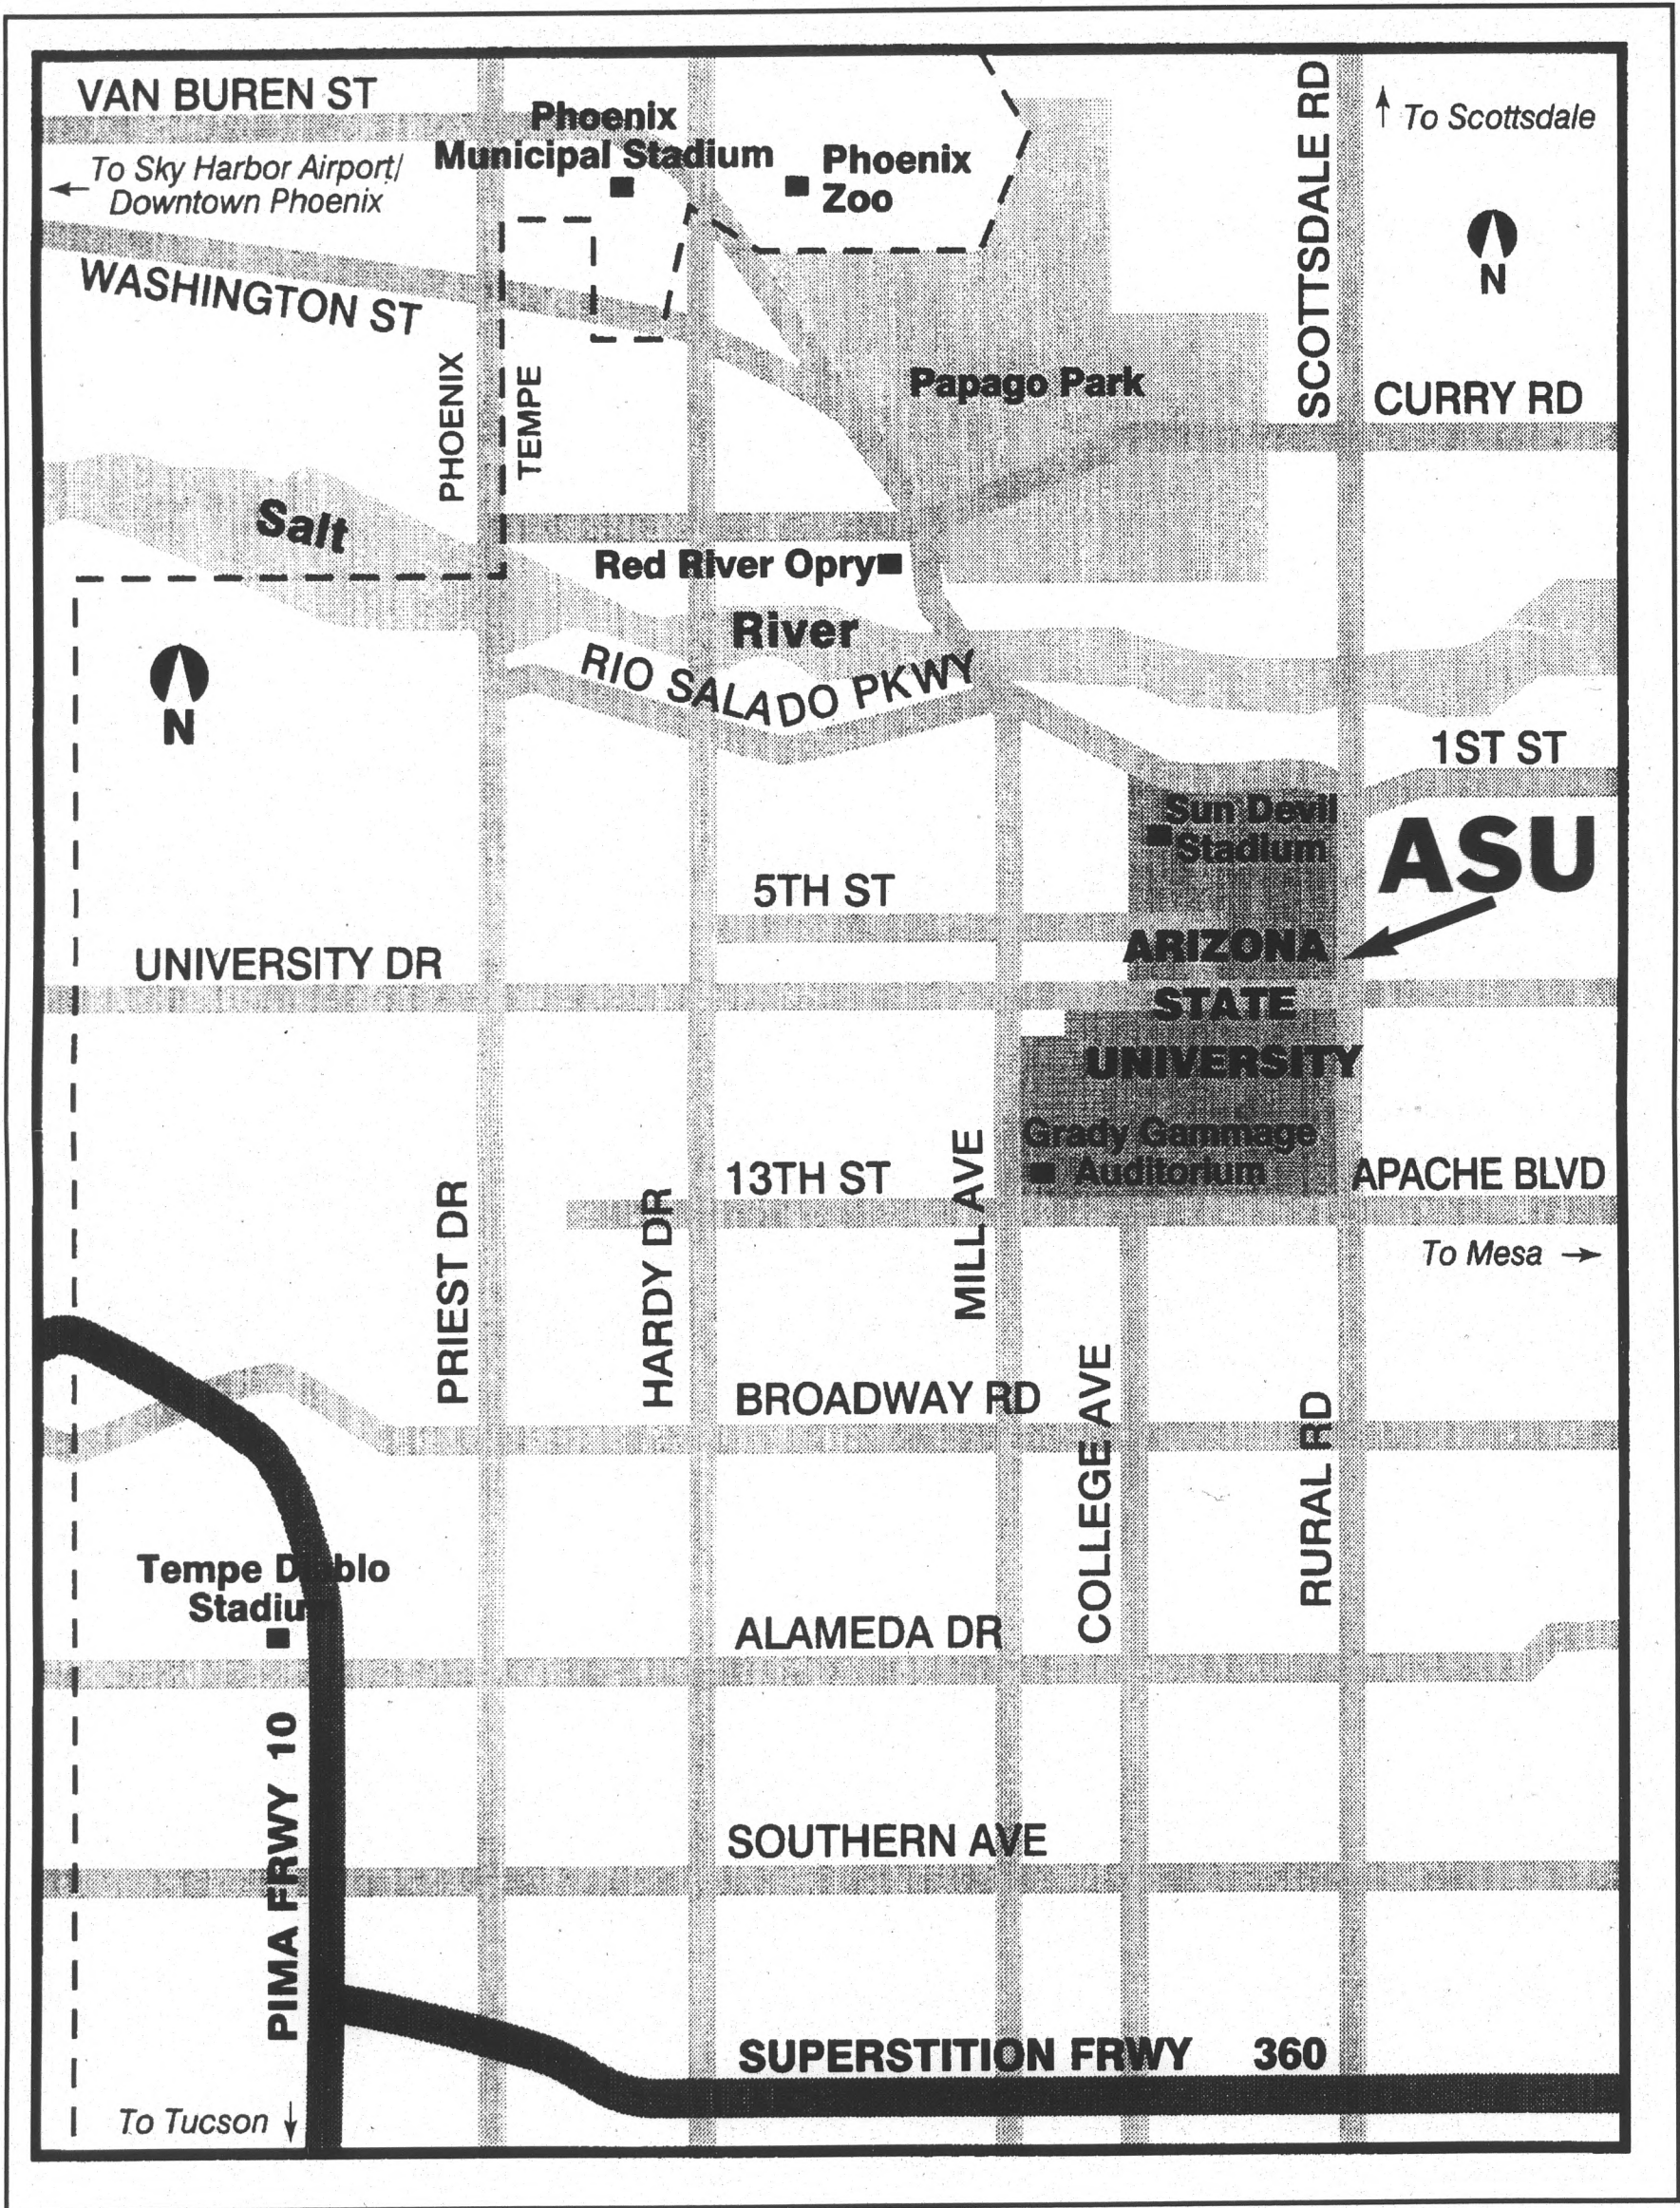 VAN BUREN ST
To Sky Harbor Airport/
Downtown Phoenix
WASHINGTON ST
Phoenix
Municipal Stadium
Phoenix
Zoo
SCOTTSDALE RD
To Scottsdale
N
PHOENIX
TEMPE
Papago Park
CURRY RD
Salt
Red River Opry
River
RIO SALADO PKWY
N
1ST ST
Sun Devil
Stadium
ASU
5TH ST
UNIVERSITY DR
ARIZONA
STATE
UNIVERSITY
Grady Gammage
Auditorium
13TH ST
APACHE BLVD
To Mesa
PRIEST DR
HARDY DR
MILL AVE
BROADWAY RD
COLLEGE AVE
RURAL RD
Tempe Diablo
Stadium
ALAMEDA DR
PIMA FRWY 10
SOUTHERN AVE
SUPERSTITION FRWY 360
To Tucson